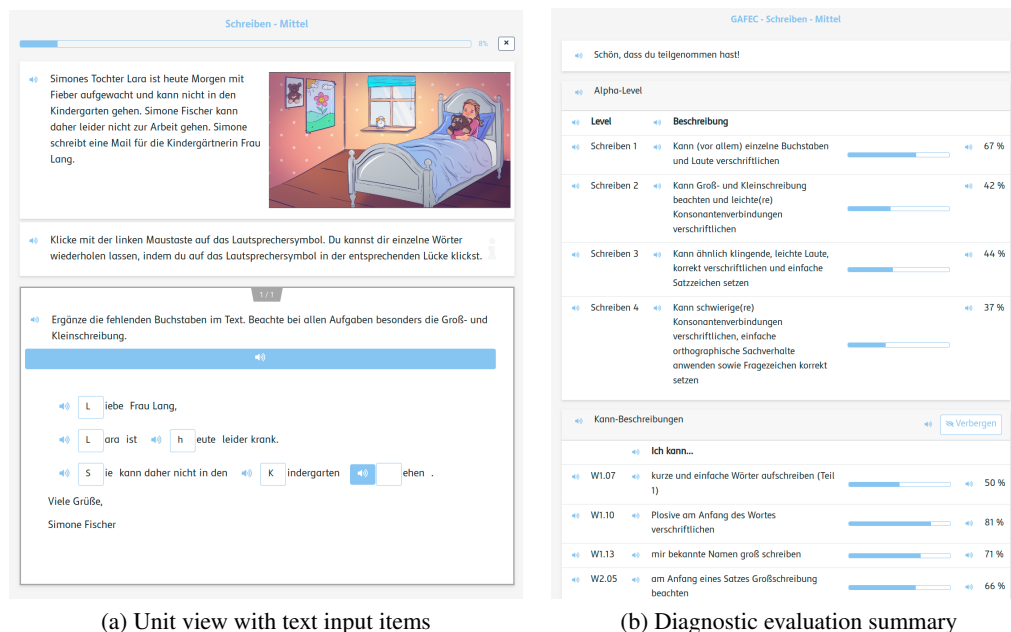 Schreiben - Mittel
8%
×
Simones Tochter Lara ist heute Morgen mit
Fieber aufgewacht und kann nicht in den
Kindergarten gehen. Simone Fischer kann
daher leider nicht zur Arbeit gehen. Simone
schreibt eine Mail für die Kindergärtnerin Frau
Lang.
Klicke mit der linken Maustaste auf das Lautsprechersymbol. Du kannst dir einzelne Wörter
wiederholen lassen, indem du auf das Lautsprechersymbol in der entsprechenden Lücke klickst.
1 / 1
Ergänze die fehlenden Buchstaben im Text. Beachte bei allen Aufgaben besonders die Groß- und
Kleinschreibung.
L iebe Frau Lang,
L ara ist h eute leider krank.
S ie kann daher nicht in den K indergarten ehen .
Viele Grüße,
Simone Fischer
(a) Unit view with text input items
GAFEC - Schreiben - Mittel
Schön, dass du teilgenommen hast!
Alpha-Level
Level Beschreibung
Schreiben 1 Kann (vor allem) einzelne Buchstaben
und Laute verschriftlichen 67 %
Schreiben 2 Kann Groß- und Kleinschreibung
beachten und leichte(re)
Konsonantenverbindungen
verschriftlichen 42 %
Schreiben 3 Kann ähnlich klingende, leichte Laute,
korrekt verschriftlichen und einfache
Satzzeichen setzen 44 %
Schreiben 4 Kann schwierige(re)
Konsonantenverbindungen
verschriftlichen, einfache
orthographische Sachverhalte
anwenden sowie Fragezeichen korrekt
setzen 37 %
Kann-Beschreibungen Verbergen
Ich kann...
W1.07 kurze und einfache Wörter aufschreiben (Teil
1) 50 %
W1.10 Plosive am Anfang des Wortes
verschriftlichen 81 %
W1.13 mir bekannte Namen groß schreiben 71 %
W2.05 am Anfang eines Satzes Großschreibung
beachten 66 %
(b) Diagnostic evaluation summary